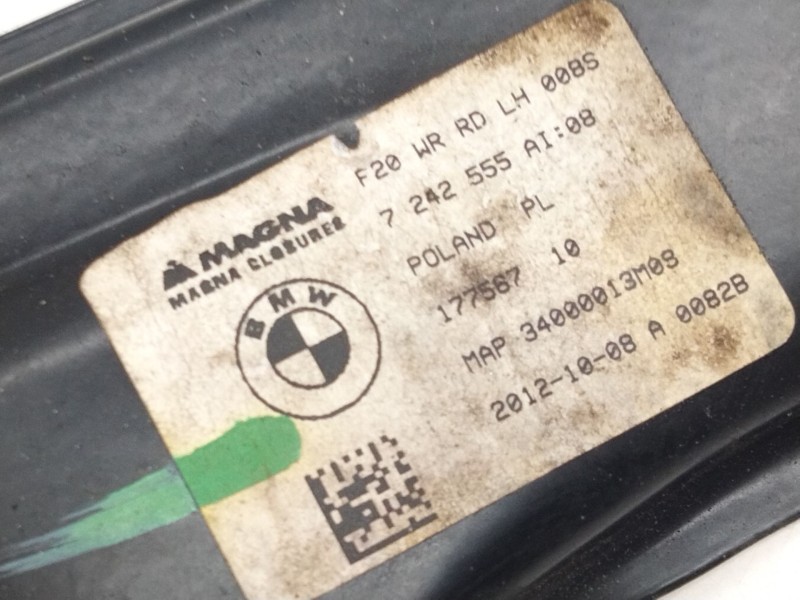 F20 WR RD LH 008S
7 242 555 AI:08
POLAND PL
177567 10
MAP 34000013M09
2012-10-08 A 0082B
MAGNA
MAGNA CLOSURES
BMW